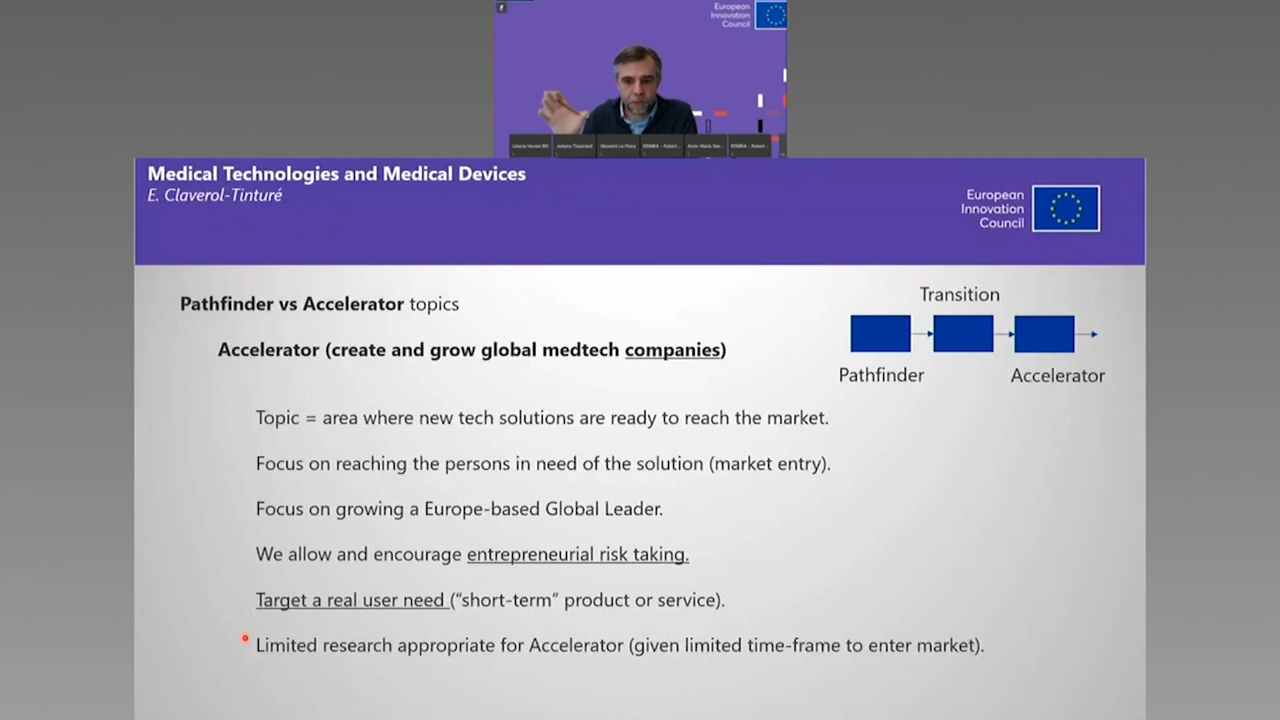 European
Innovation
Council
Medical Technologies and Medical Devices
E. Claverol-Tinturé
European
Innovation
Council
Pathfinder vs Accelerator topics
Transition
Accelerator (create and grow global medtech companies)
Pathfinder
Accelerator
Topic = area where new tech solutions are ready to reach the market.
Focus on reaching the persons in need of the solution (market entry).
Focus on growing a Europe-based Global Leader.
We allow and encourage entrepreneurial risk taking.
Target a real user need (“short-term” product or service).
Limited research appropriate for Accelerator (given limited time-frame to enter market).